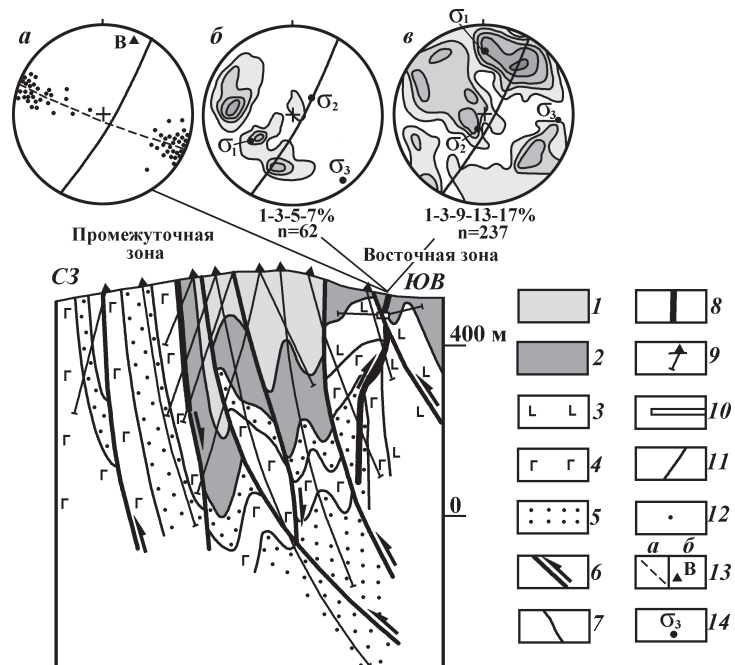 а
В
б
σ2
σ1
σ3
в
σ1
σ3
σ2
1-3-5-7%
n=62
1-3-9-13-17%
n=237
Промежуточная
зона
Восточная зона
СЗ
ЮВ
400 м
0
Г Г Г Г Г Г Г Г Г Г Г Г Г Г
L L L L L L L L
1
2
L L 3
Г Г 4
5
6
7
8
9
10
11
12
а б
В 13
σ3 14